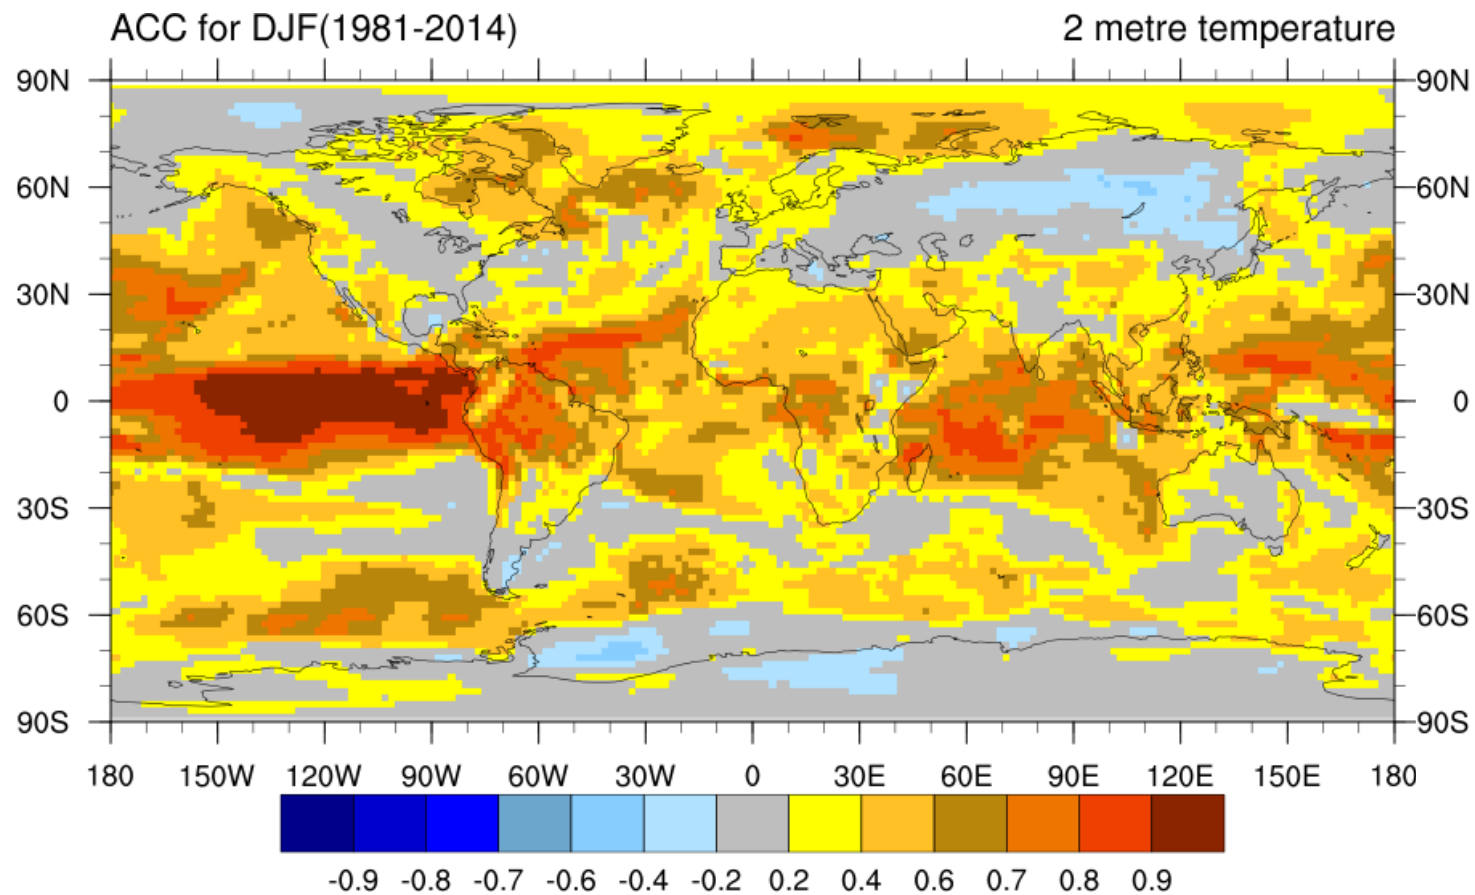 ACC for DJF(1981-2014) 2 metre temperature
90N 90N
60N 60N
30N 30N
0 0
30S 30S
60S 60S
90S 90S
180 150W 120W 90W 60W 30W 0 30E 60E 90E 120E 150E 180
-0.9 -0.8 -0.7 -0.6 -0.4 -0.2 0.2 0.4 0.6 0.7 0.8 0.9